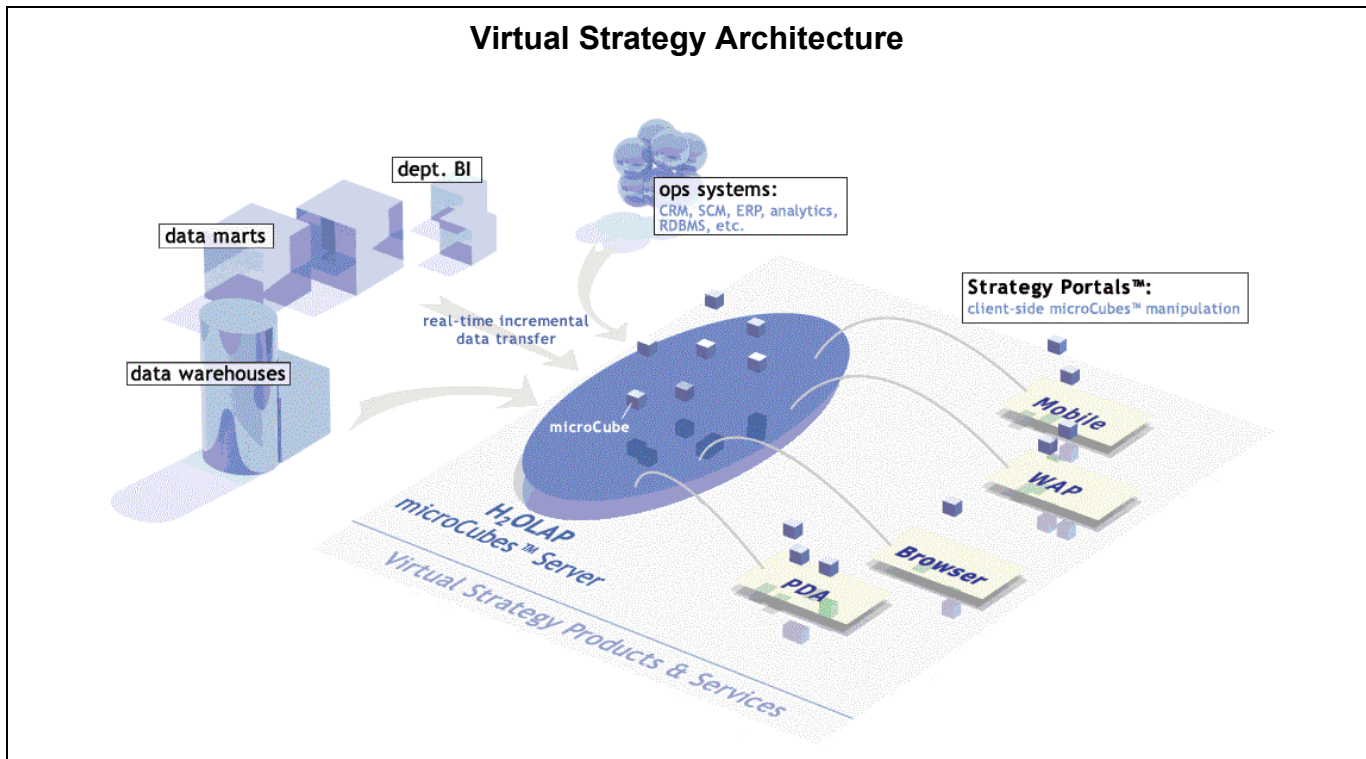 Virtual Strategy Architecture
dept. BI
ops systems:
CRM, SCM, ERP, analytics,
RDBMS, etc.
data marts
Strategy Portals™:
client-side microCubes™ manipulation
real-time incremental
data transfer
data warehouses
microCube
Mobile
WAP
Browser
PDA
H₂OLAP
microCubes™ Server
Virtual Strategy Products & Services